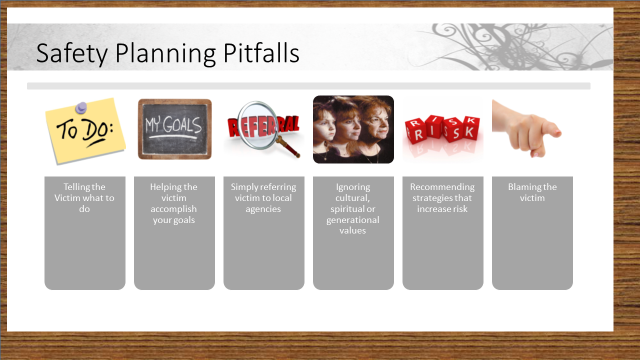 Safety Planning Pitfalls
TO DO:
MY GOALS
REFERRAL
RISK
RISK
Telling the
Victim what to
do
Helping the
victim
accomplish
your goals
Simply referring
victim to local
agencies
Ignoring
cultural,
spiritual or
generational
values
Recommending
strategies that
increase risk
Blaming the
victim